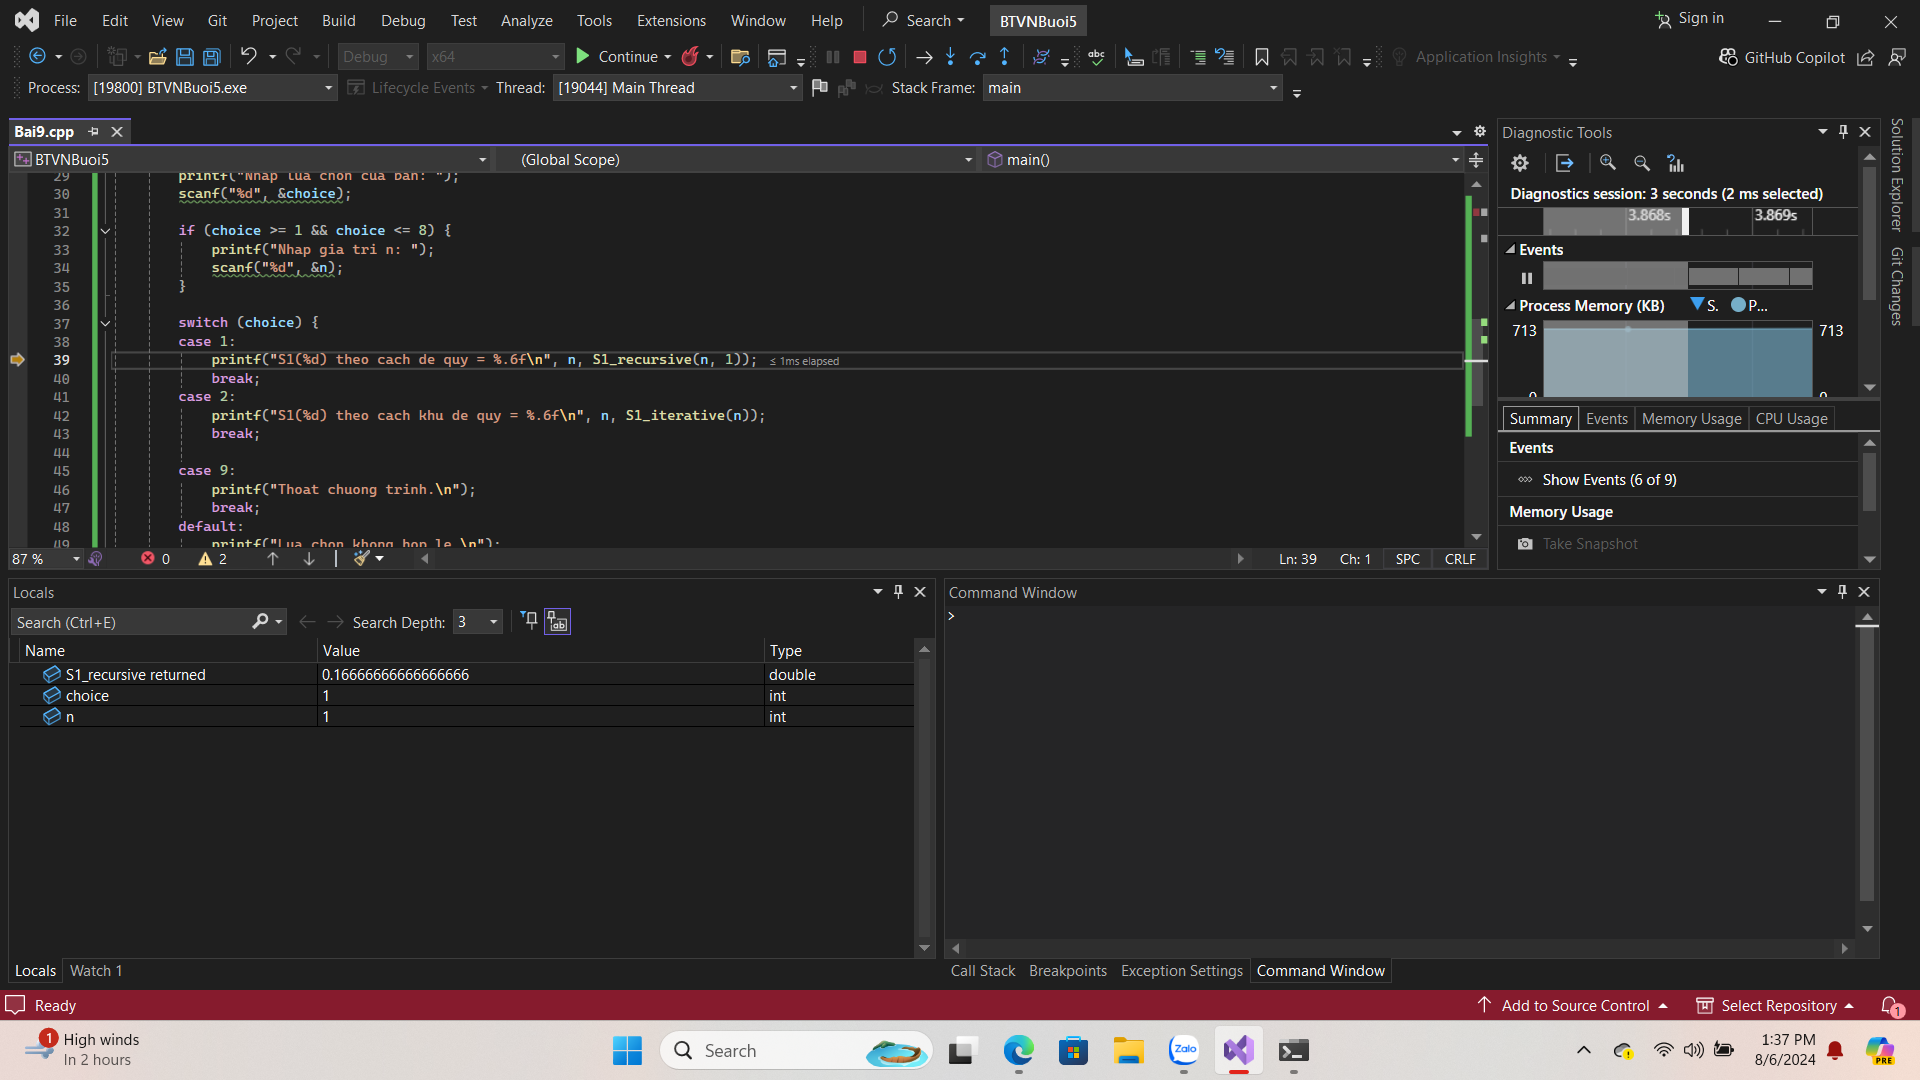 File Edit View Git Project Build Debug Test Analyze Tools Extensions Window Help Search BTVNBuoi5 Sign in
Debug x64 Continue abc Application Insights GitHub Copilot
Process: [19800] BTVNBuoi5.exe Lifecycle Events Thread: [19044] Main Thread Stack Frame: main
Bai9.cpp
BTVNBuoi5 (Global Scope) main()
29 printf("Nhap lua chon cua ban: ");
30 scanf("%d", &choice);
31
32 if (choice >= 1 && choice <= 8) {
33 printf("Nhap gia tri n: ");
34 scanf("%d", &n);
35 }
36
37 switch (choice) {
38 case 1:
39 printf("S1(%d) theo cach de quy = %.6f\n", n, S1_recursive(n, 1)); ≤ 1ms elapsed
40 break;
41 case 2:
42 printf("S1(%d) theo cach khu de quy = %.6f\n", n, S1_iterative(n));
43 break;
44
45 case 9:
46 printf("Thoat chuong trinh.\n");
47 break;
48 default:
49 printf("Lua chon khong hop le.\n");
87 % 0 2 Ln: 39 Ch: 1 SPC CRLF
Diagnostic Tools
Diagnostics session: 3 seconds (2 ms selected)
3.868s 3.869s
Events
Process Memory (KB) S. P...
713 713
0 0
Summary Events Memory Usage CPU Usage
Events
Show Events (6 of 9)
Memory Usage
Take Snapshot
Solution Explorer
Git Changes
Locals
Search (Ctrl+E) Search Depth: 3
Name Value Type
S1_recursive returned 0.16666666666666666 double
choice 1 int
n 1 int
Locals Watch 1
Command Window
>
Call Stack Breakpoints Exception Settings Command Window
Ready Add to Source Control Select Repository 1
1 High winds
In 2 hours
Search
Zalo
1:37 PM
8/6/2024
PRE